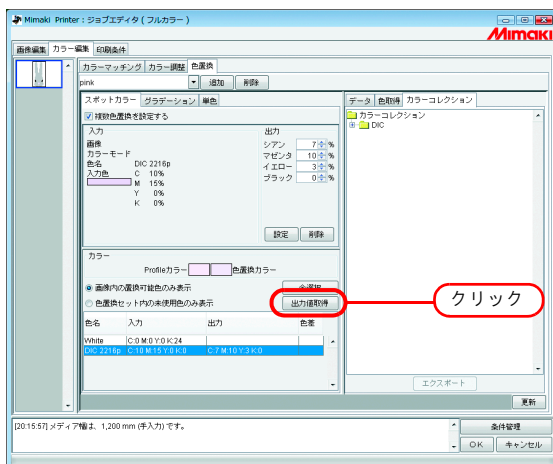 Mimaki Printer : ジョブエディタ ( フルカラー )
Mimaki
画像編集 カラー編集 印刷条件
カラーマッチング カラー調整 色置換
pink 追加 削除
スポットカラー グラデーション 単色
複数色置換を設定する
入力
画像
カラーモード
色名 DIC 2216p
入力色 C 10%
M 15%
Y 0%
K 0%
出力
シアン 7 %
マゼンタ 10 %
イエロー 3 %
ブラック 0 %
設定 削除
カラー
Profileカラー 色置換カラー
画像内の置換可能色のみ表示
色置換セット内の未使用色のみ表示 出力値取得
色名 入力 出力 色差
White C:0 M:0 Y:0 K:24
DIC 2216p C:10 M:15 Y:0 K:0 C:7 M:10 Y:3 K:0
データ 色取得 カラーコレクション
カラーコレクション
DIC
クリック
エクスポート
更新
[20:15:57] メディア幅は、1,200 mm (手入力) です。
条件管理
OK キャンセル